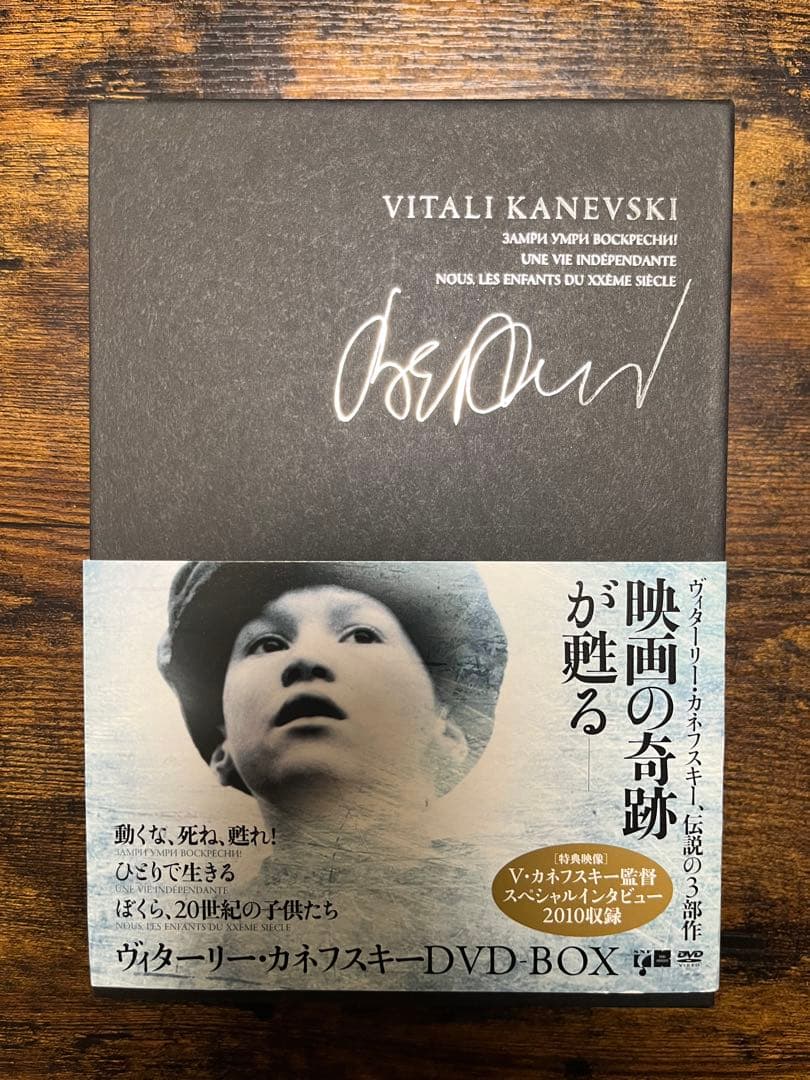 VITALI KANEVSKI
ЗАМРИ УМРИ ВОСКРЕСНИ!
UNE VIE INDÉPENDANTE
NOUS, LES ENFANTS DU XXÈME SIÈCLE
ヴィターリー・カネフスキー、伝説の3部作
映画の奇跡
が甦る──
動くな、死ね、甦れ!
ЗАМРИ УМРИ ВОСКРЕСНИ!
ひとりで生きる
UNE VIE INDÉPENDANTE
ぼくら、20世紀の子供たち
NOUS, LES ENFANTS DU XXÈME SIÈCLE
[特典映像]
V・カネフスキー監督
スペシャルインタビュー
2010収録
ヴィターリー・カネフスキーDVD-BOX
DVD
VIDEO